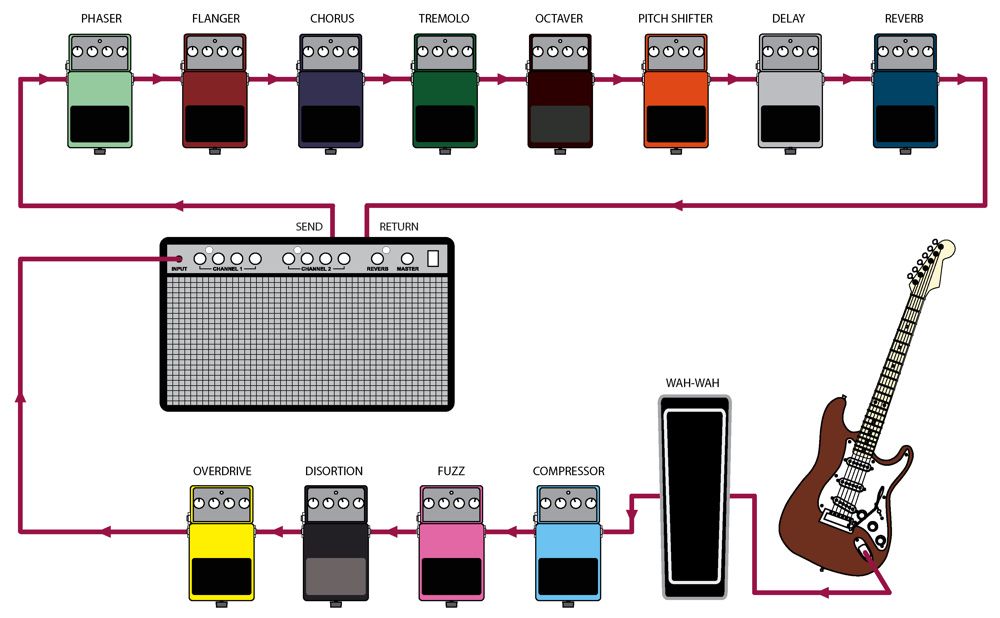 PHASER
FLANGER
CHORUS
TREMOLO
OCTAVER
PITCH SHIFTER
DELAY
REVERB
SEND
RETURN
INPUT
CHANNEL 1
CHANNEL 2
REVERB
MASTER
WAH-WAH
OVERDRIVE
DISORTION
FUZZ
COMPRESSOR